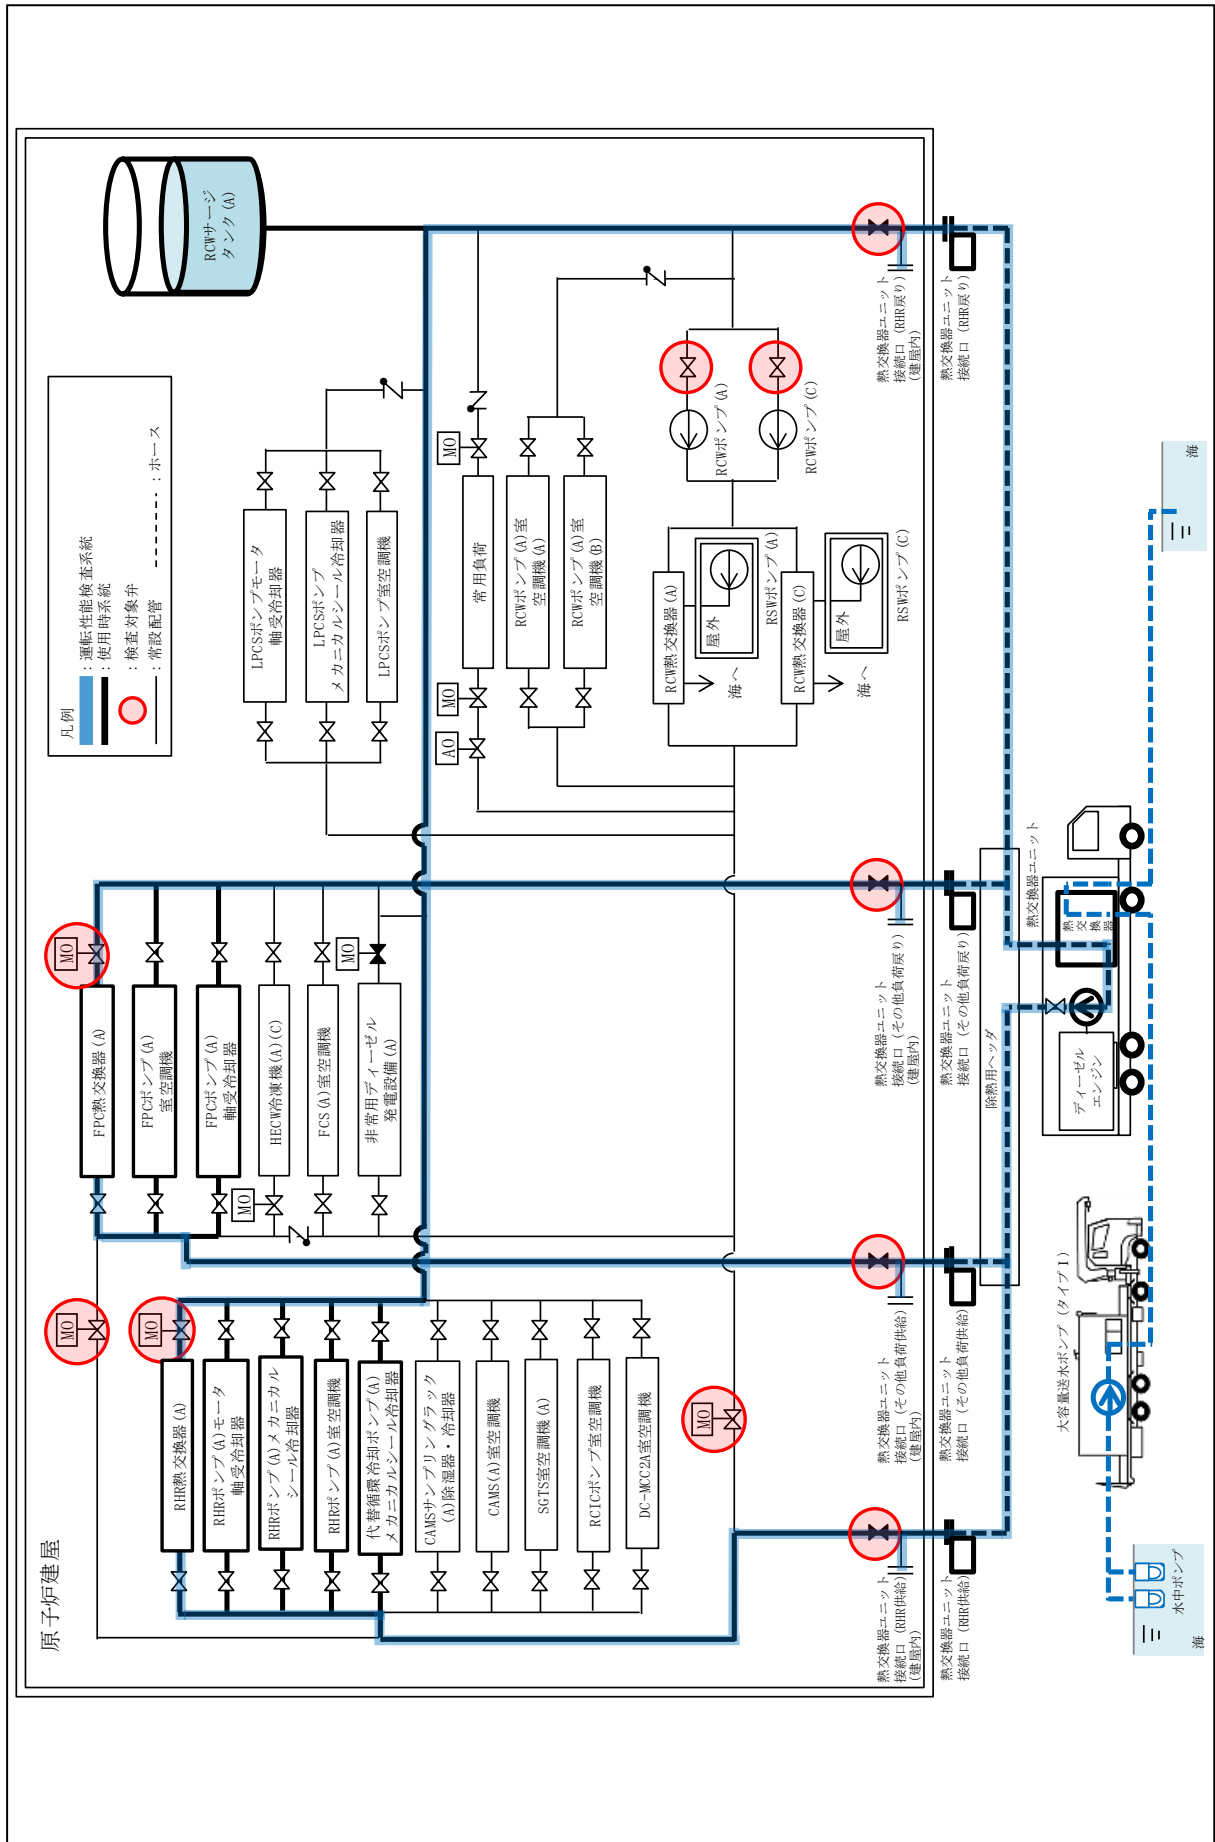 原子炉建屋
RCWサージ
タンク(A)
凡例
：運転性能検査系統
：使用時系統
：検査対象弁
：常設配管
：ホース
LPCSポンプモータ
軸受冷却器
LPCSポンプ
メカニカルシール冷却器
LPCSポンプ室空調機
MO
常用負荷
MO
AO
RCWポンプ(A)室
空調機(A)
RCWポンプ(A)室
空調機(B)
RCWポンプ(A)
RCWポンプ(C)
RCW熱交換器(A)
屋外
RSWポンプ(A)
海へ
RCW熱交換器(C)
屋外
RSWポンプ(C)
海へ
MO
FPC熱交換器(A)
FPCポンプ(A)
室空調機
FPCポンプ(A)
軸受冷却器
HECW冷凍機(A)(C)
MO
FCS(A)室空調機
MO
非常用ディーゼル
発電設備(A)
MO
MO
RHR熱交換器(A)
RHRポンプ(A)モータ
軸受冷却器
RHRポンプ(A)メカニカル
シール冷却器
RHRポンプ(A)室空調機
代替循環冷却ポンプ(A)
メカニカルシール冷却器
CAMSサンプリングラック
(A)除湿器・冷却器
CAMS(A)室空調機
SGTS室空調機(A)
RCICポンプ室空調機
DC-MCC2A室空調機
MO
熱交換器ユニット
接続口（RHR戻り）
（建屋内）
熱交換器ユニット
接続口（RHR戻り）
熱交換器ユニット
接続口（その他負荷戻り）
（建屋内）
熱交換器ユニット
接続口（その他負荷戻り）
熱交換器ユニット
接続口（その他負荷供給）
（建屋内）
熱交換器ユニット
接続口（その他負荷供給）
熱交換器ユニット
接続口（RHR供給）
（建屋内）
熱交換器ユニット
接続口（RHR供給）
除熱用ヘッダ
熱交換器ユニット
熱交換器
ディーゼル
エンジン
大容量送水ポンプ（タイプⅠ）
水中ポンプ
海
海